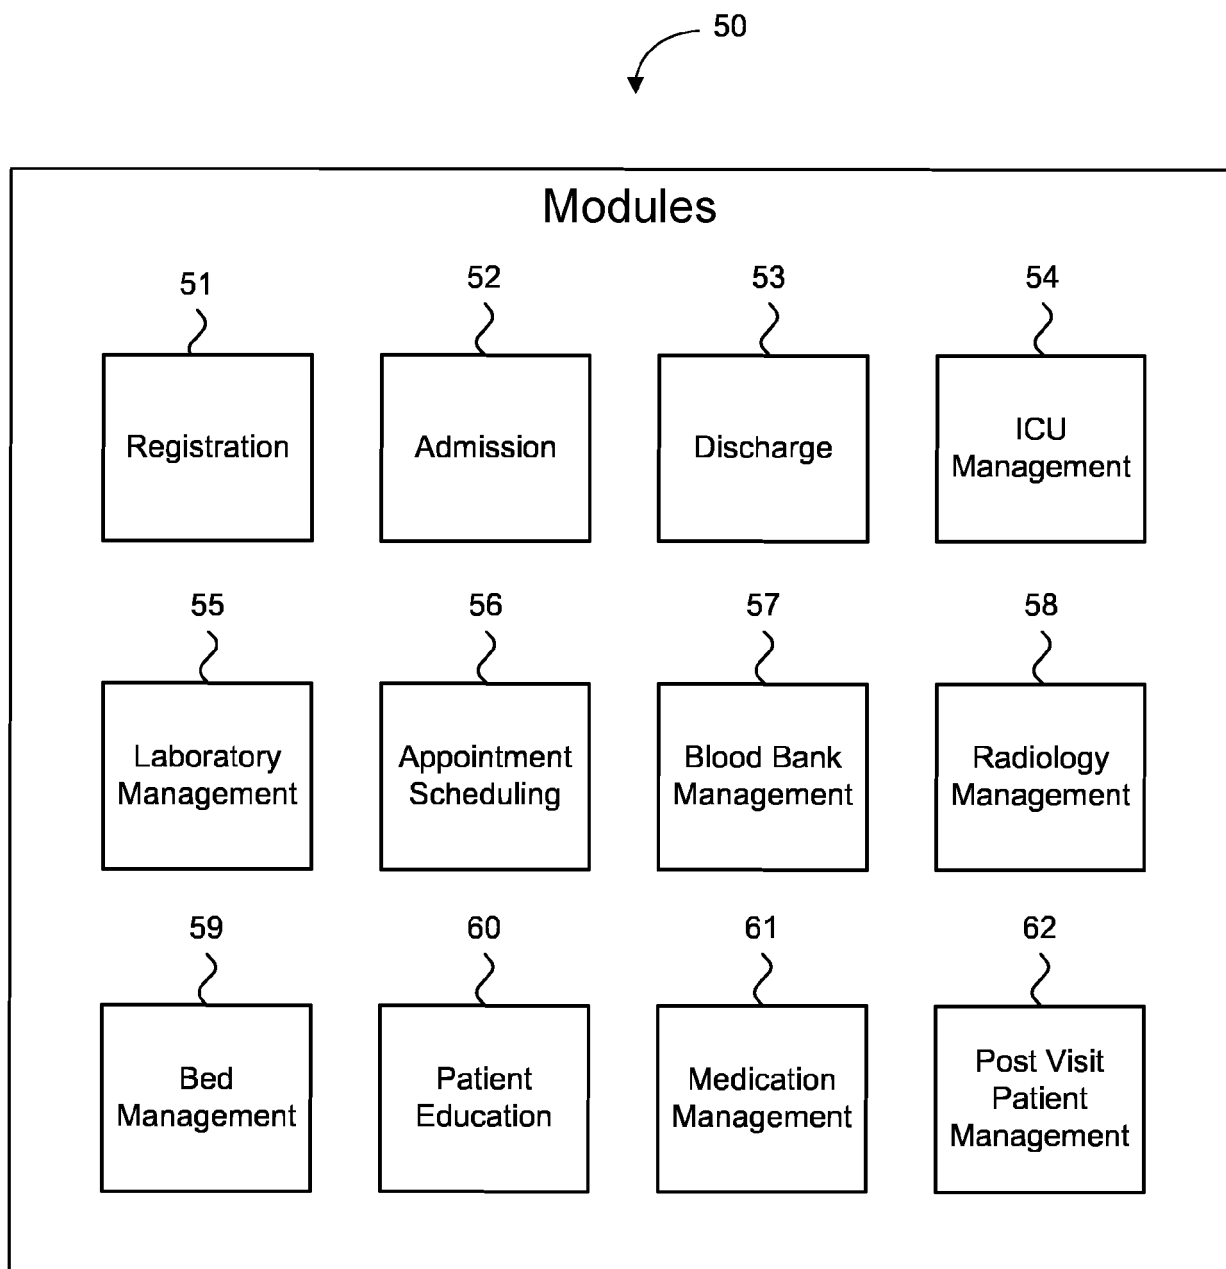 50
Modules
51
52
53
54
Registration
Admission
Discharge
ICU
Management
55
56
57
58
Laboratory
Management
Appointment
Scheduling
Blood Bank
Management
Radiology
Management
59
60
61
62
Bed
Management
Patient
Education
Medication
Management
Post Visit
Patient
Management